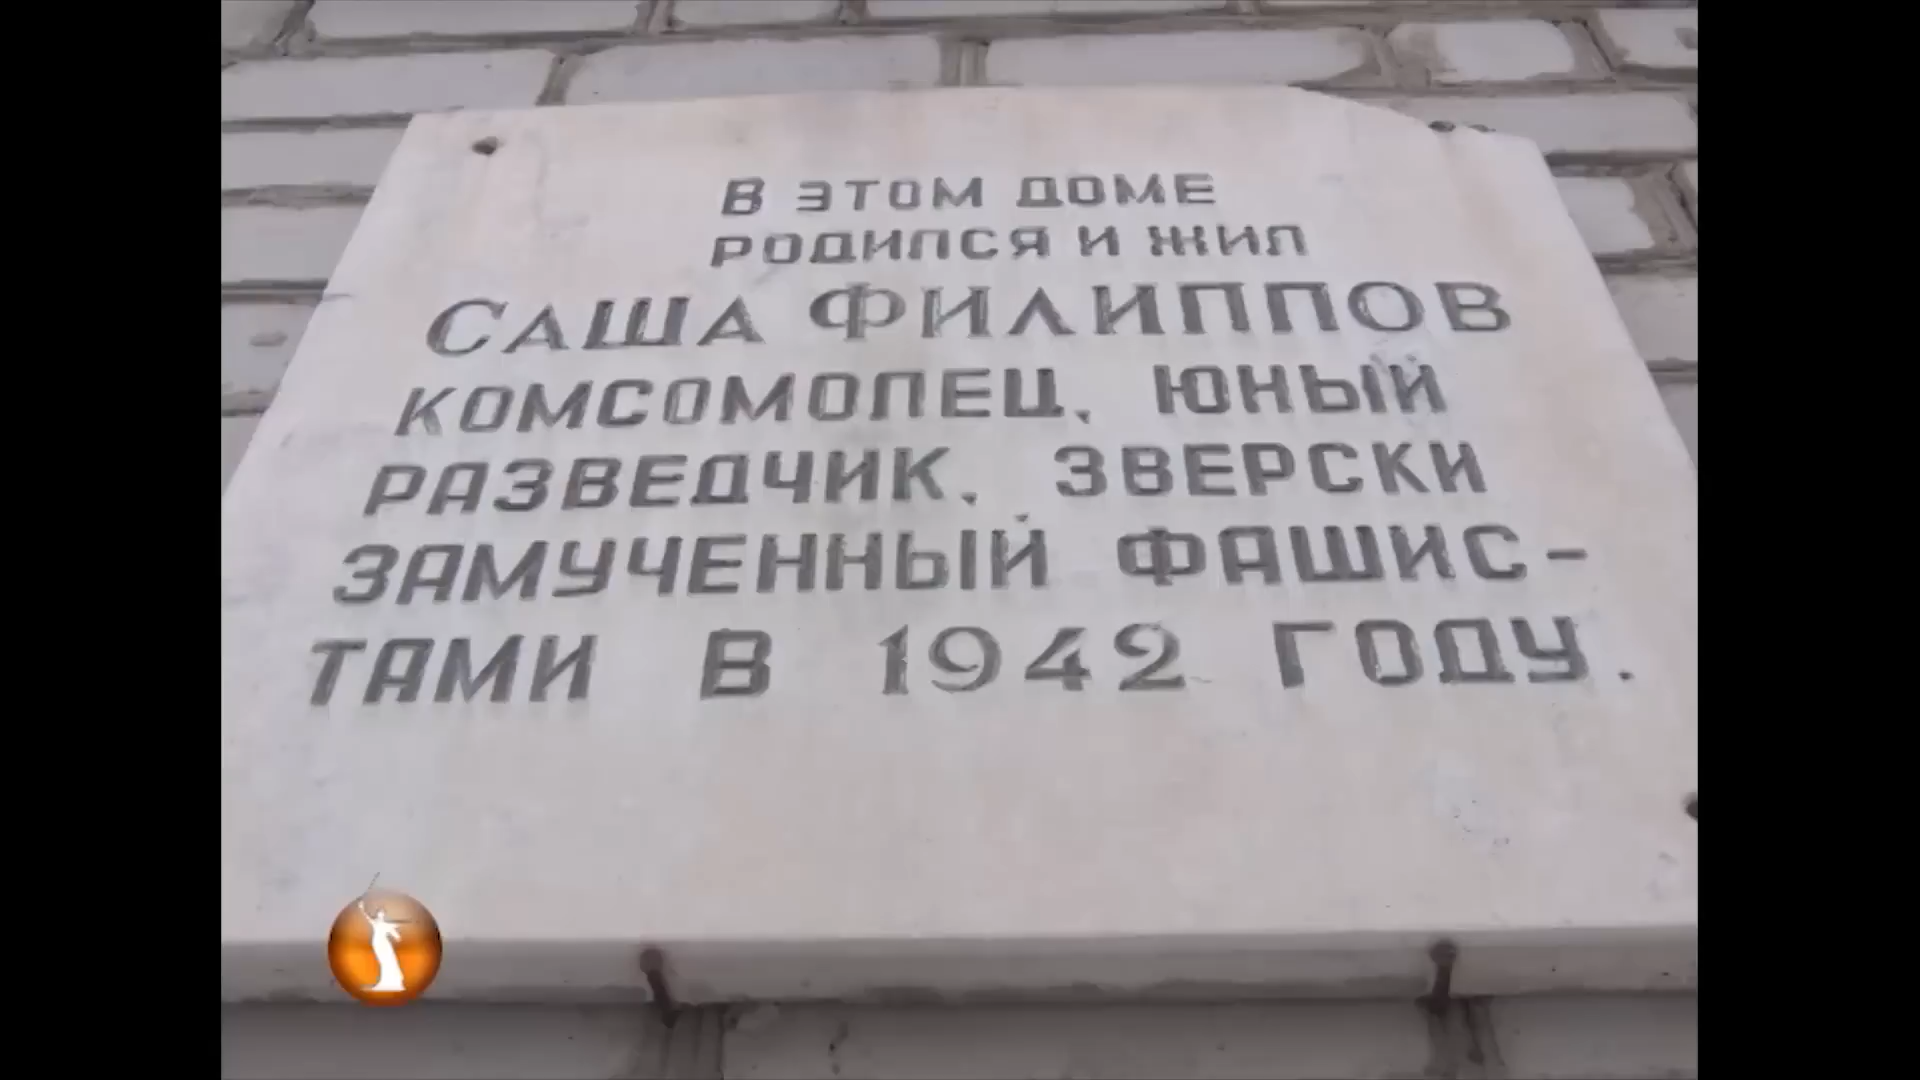 В ЭТОМ ДОМЕ
РОДИЛСЯ И ЖИЛ
САША ФИЛИППОВ
КОМСОМОЛЕЦ, ЮНЫЙ
РАЗВЕДЧИК, ЗВЕРСКИ
ЗАМУЧЕННЫЙ ФАШИС-
ТАМИ В 1942 ГОДУ.